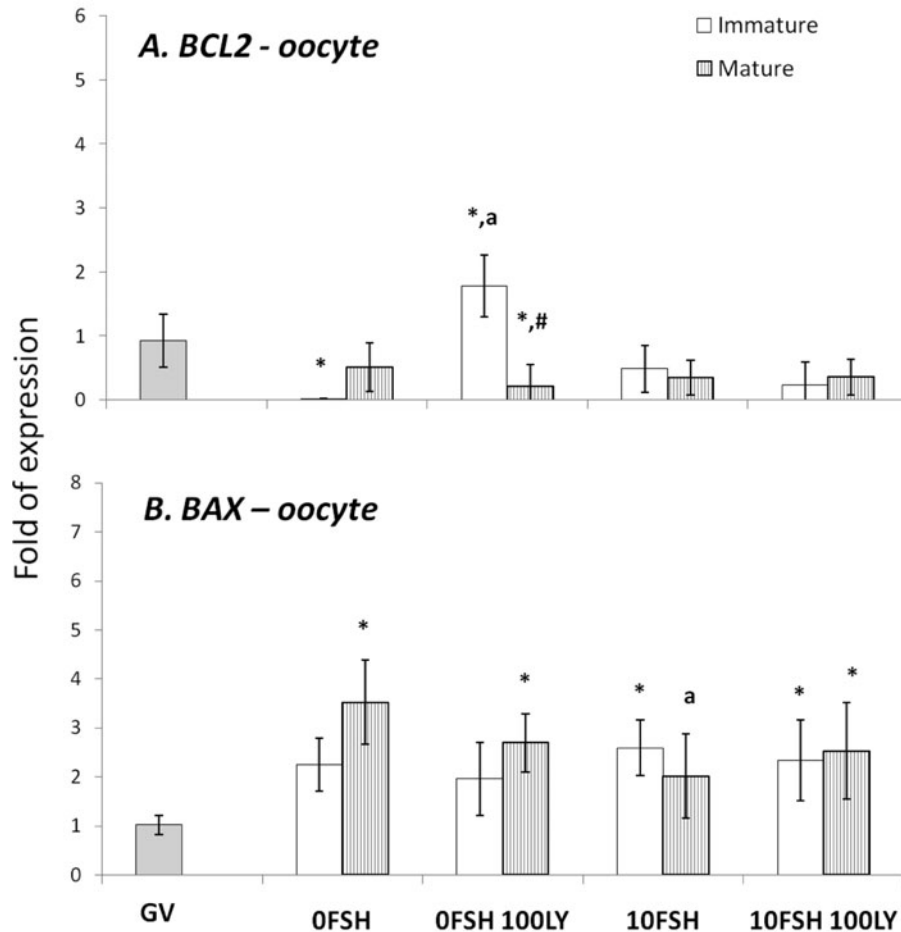 6
A. BCL2 - oocyte
Immature
Mature
5
4
3
*,a
2
*,#
1
*
0
Fold of expression
8
B. BAX – oocyte
7
6
5
*
4
* * * *
a
3
2
1
0
GV 0FSH 0FSH 100LY 10FSH 10FSH 100LY